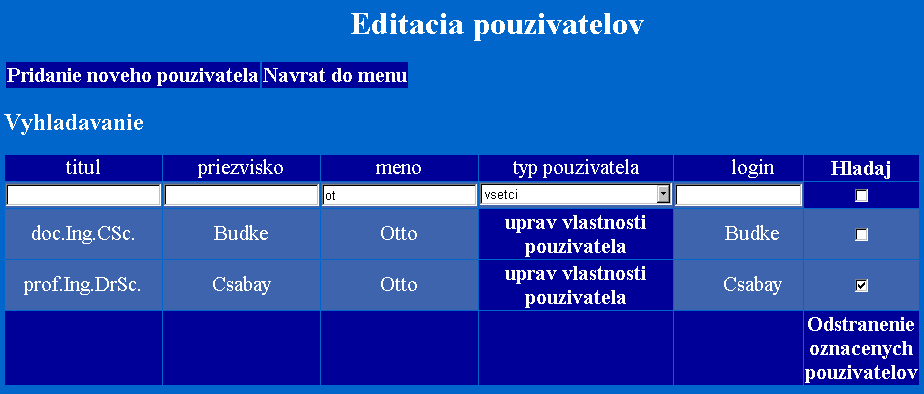 Editacia pouzivatelov
Pridanie noveho pouzivatela Navrat do menu
Vyhladavanie
titul priezvisko meno typ pouzivatela login Hladaj
ot vsetci
doc.Ing.CSc. Budke Otto uprav vlastnosti pouzivatela Budke
prof.Ing.DrSc. Csabay Otto uprav vlastnosti pouzivatela Csabay
Odstranenie
oznacenych
pouzivatelov